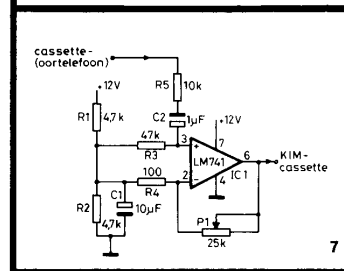 cassette-
(oortelefoon)
R5 10k
+12V
R1 4,7k
C2 1µF
+12V
47k
R3
3 + 7
LM741 6
KIM-
cassette
100
R4
2 - 4 IC1
C1
10µF
R2
4,7k
P1
25k
7